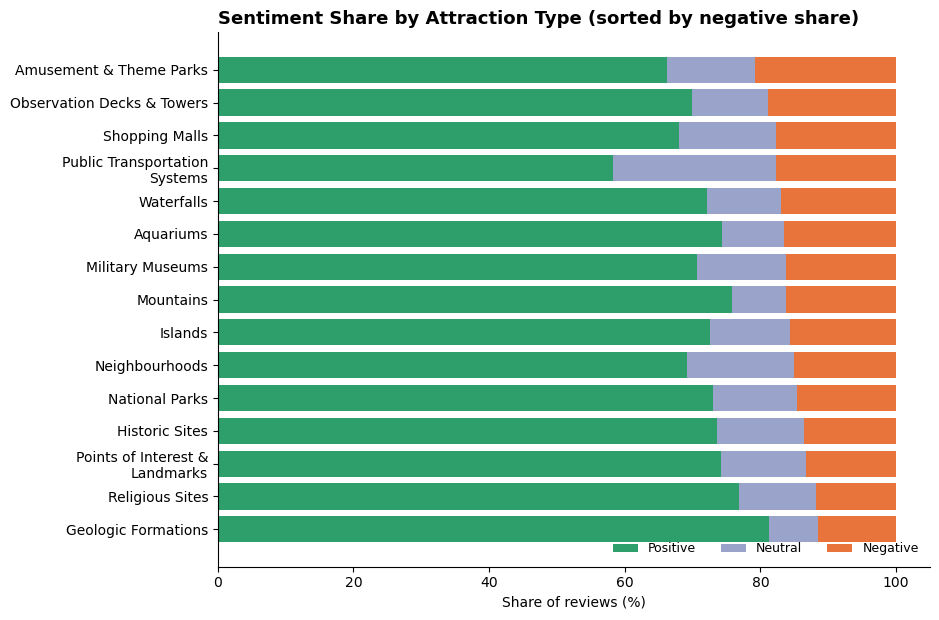 Sentiment Share by Attraction Type (sorted by negative share)
Amusement & Theme Parks
Observation Decks & Towers
Shopping Malls
Public Transportation
Systems
Waterfalls
Aquariums
Military Museums
Mountains
Islands
Neighbourhoods
National Parks
Historic Sites
Points of Interest &
Landmarks
Religious Sites
Geologic Formations
Positive Neutral Negative
0 20 40 60 80 100
Share of reviews (%)